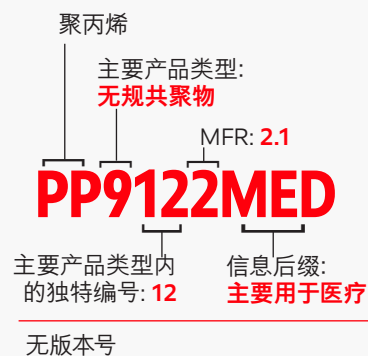 聚丙烯
主要产品类型:
无规共聚物
MFR: 2.1
PP9122MED
主要产品类型内
的独特编号: 12
信息后缀:
主要用于医疗
无版本号